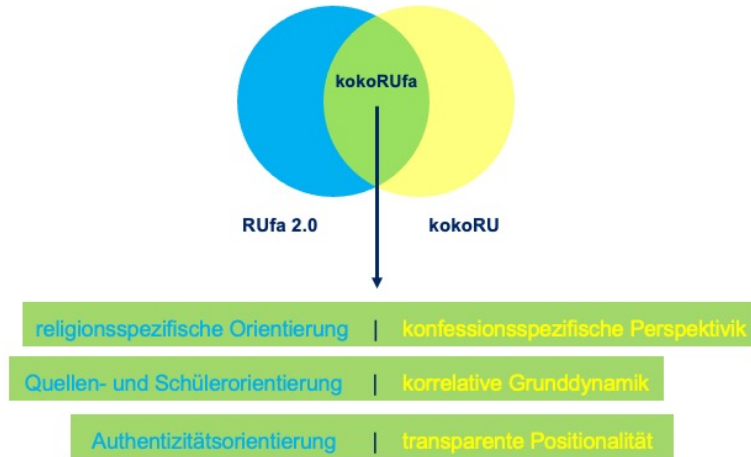 kokoRUfa
RUfa 2.0 kokoRU
religionsspezifische Orientierung | konfessionsspezifische Perspektivik
Quellen- und Schülerorientierung | korrelative Grunddynamik
Authentizitätsorientierung | transparente Positionalität